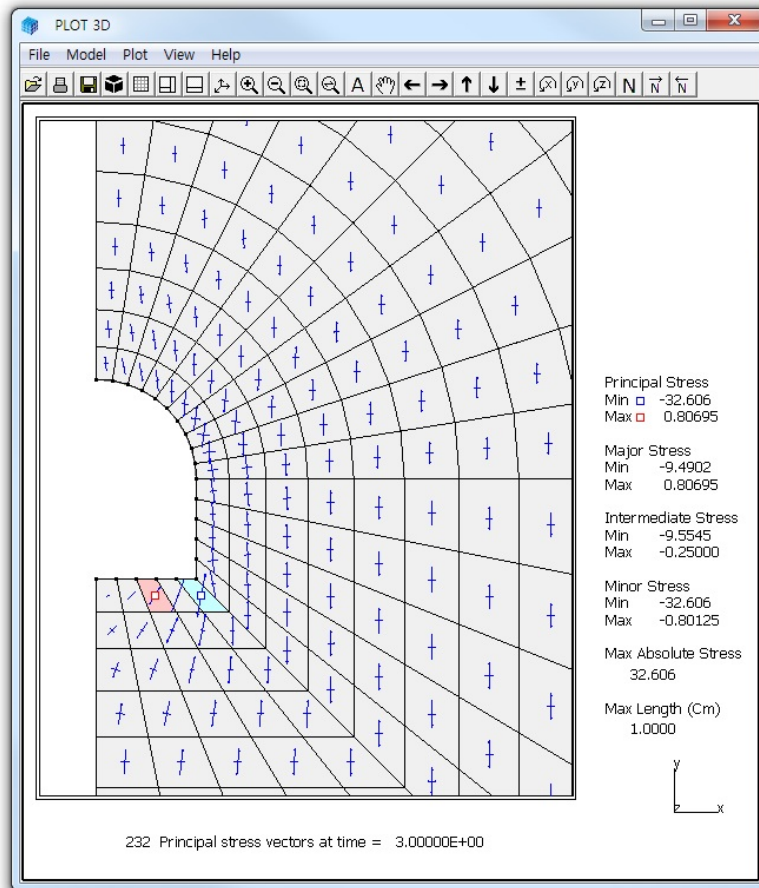 PLOT 3D
File Model Plot View Help
A x y z N N N
Principal Stress
Min -32.606
Max 0.80695
Major Stress
Min -9.4902
Max 0.80695
Intermediate Stress
Min -9.5545
Max -0.25000
Minor Stress
Min -32.606
Max -0.80125
Max Absolute Stress
32.606
Max Length (Cm)
1.0000
y
z x
232 Principal stress vectors at time = 3.00000E+00